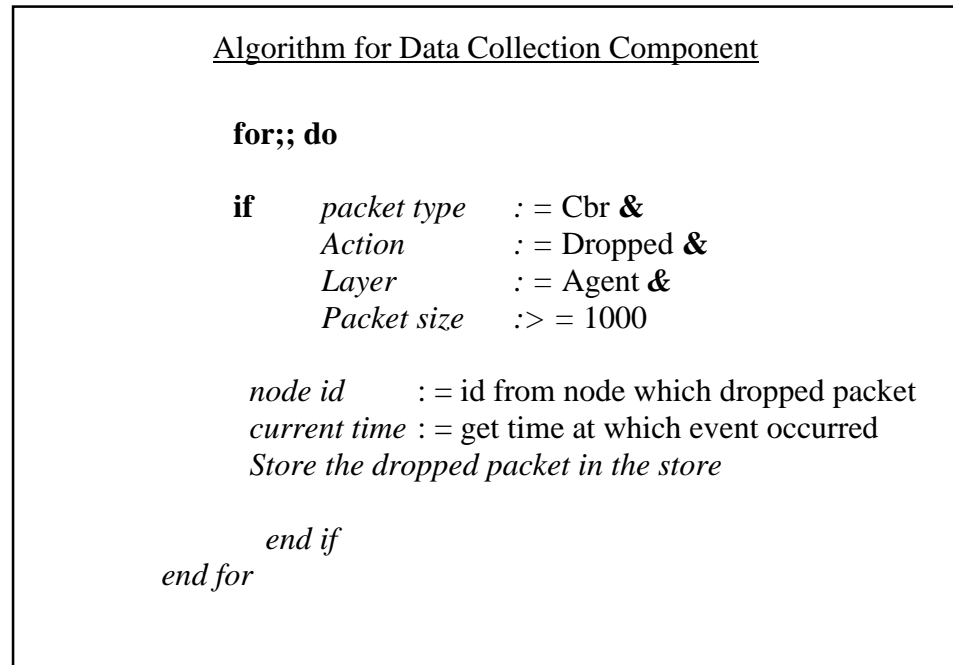 Algorithm for Data Collection Component
for;; do
if packet type : = Cbr &
Action : = Dropped &
Layer : = Agent &
Packet size :> = 1000
node id : = id from node which dropped packet
current time : = get time at which event occurred
Store the dropped packet in the store
end if
end for